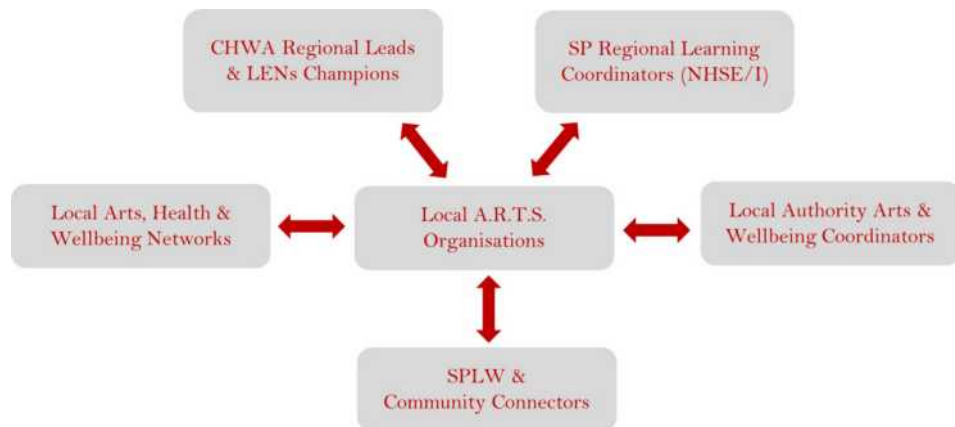 CHWA Regional Leads
& LENs Champions
SP Regional Learning
Coordinators (NHSE/I)
Local Arts, Health &
Wellbeing Networks
Local A.R.T.S.
Organisations
Local Authority Arts &
Wellbeing Coordinators
SPLW &
Community Connectors